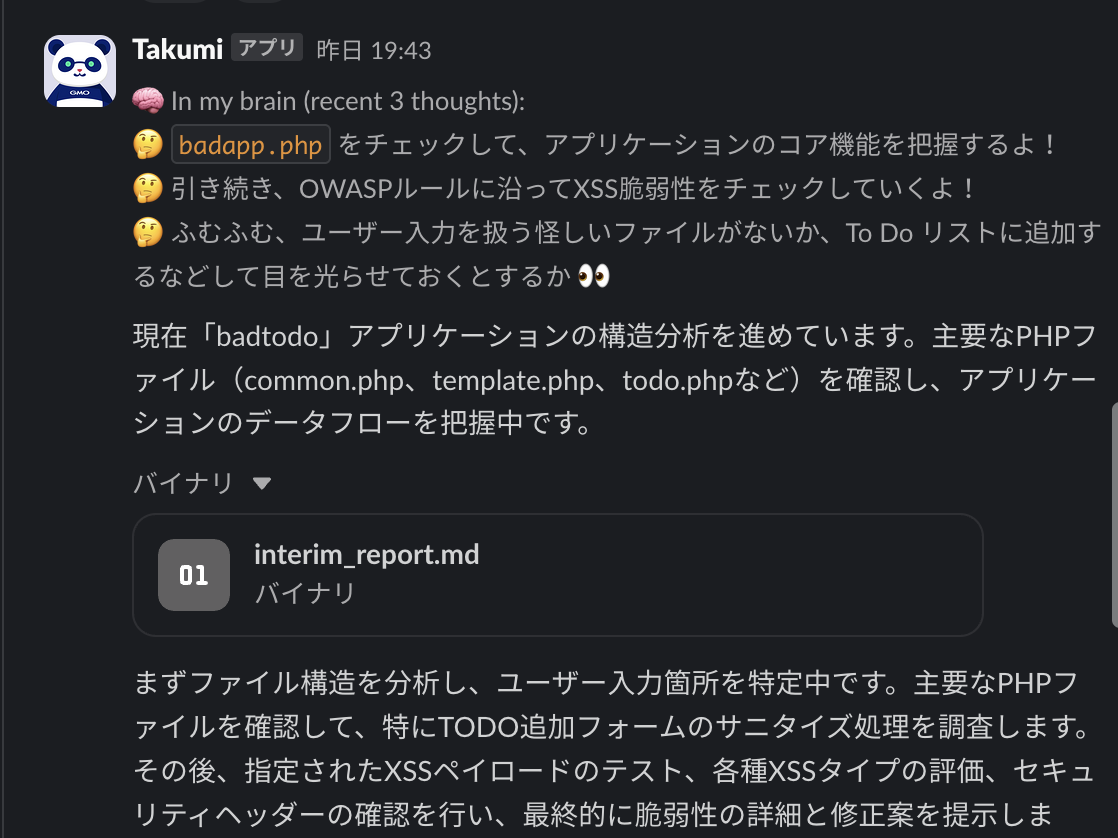 Takumi アプリ 昨日 19:43
GMO
🧠 In my brain (recent 3 thoughts):
🤔 badapp.php をチェックして、アプリケーションのコア機能を把握するよ！
🤔 引き続き、OWASPルールに沿ってXSS脆弱性をチェックしていくよ！
🤔 ふむふむ、ユーザー入力を扱う怪しいファイルがないか、To Do リストに追加す
るなどして目を光らせておくとするか 👀
現在「badtodo」アプリケーションの構造分析を進めています。主要なPHPフ
ァイル（common.php、template.php、todo.phpなど）を確認し、アプリケー
ションのデータフローを把握中です。
バイナリ
01
interim_report.md
バイナリ
まずファイル構造を分析し、ユーザー入力箇所を特定中です。主要なPHPフ
ァイルを確認して、特にTODO追加フォームのサニタイズ処理を調査します。
その後、指定されたXSSペイロードのテスト、各種XSSタイプの評価、セキュ
リティヘッダーの確認を行い、最終的に脆弱性の詳細と修正案を提示しま